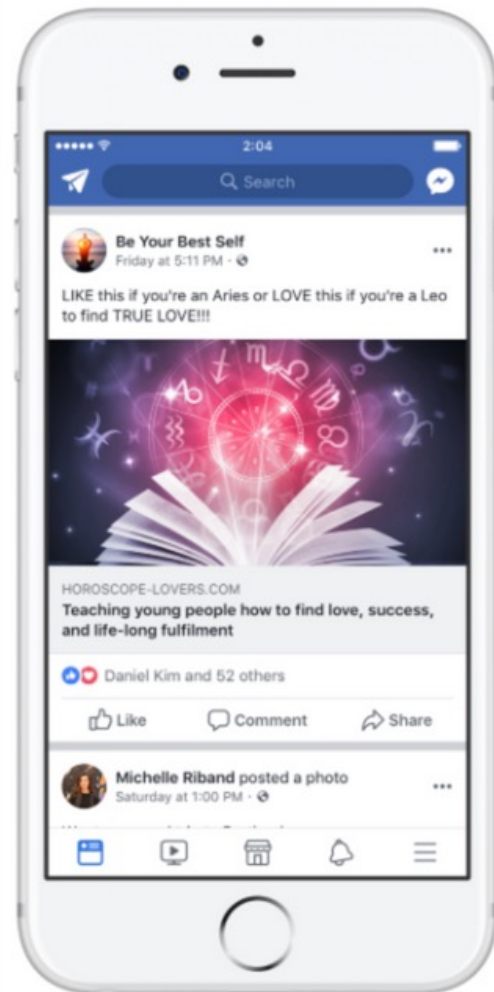 2:04
Search
Be Your Best Self
Friday at 5:11 PM ·
LIKE this if you're an Aries or LOVE this if you're a Leo
to find TRUE LOVE!!!
HOROSCOPE-LOVERS.COM
Teaching young people how to find love, success,
and life-long fulfilment
Daniel Kim and 52 others
Like Comment Share
Michelle Riband posted a photo
Saturday at 1:00 PM ·